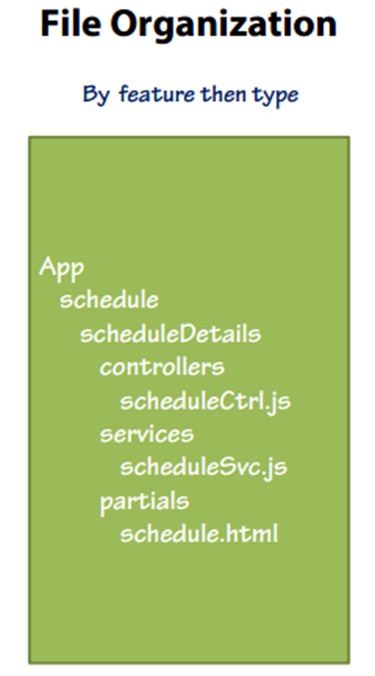 File Organization
By feature then type
App
schedule
scheduleDetails
controllers
scheduleCtrl.js
services
scheduleSvc.js
partials
schedule.html